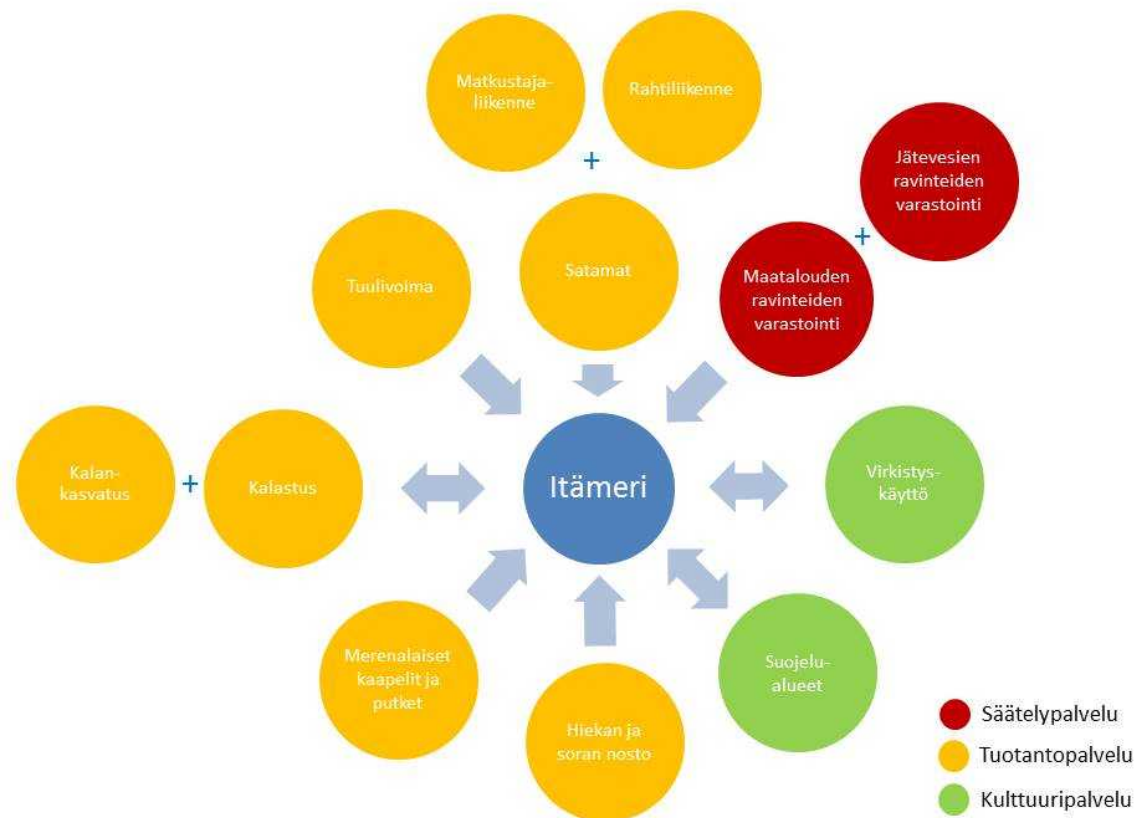 Matkustaja-
liikenne
Rahtiliikenne
+
Jätevesien
ravinteiden
varastointi
+
Tuulivoima
Satamat
Maatalouden
ravinteiden
varastointi
Kalan-
kasvatus
+
Kalastus
Itämeri
Virkistys-
käyttö
Merenalaiset
kaapelit ja
putket
Hiekan ja
soran nosto
Suojelu-
alueet
Säätelypalvelu
Tuotantopalvelu
Kulttuuripalvelu